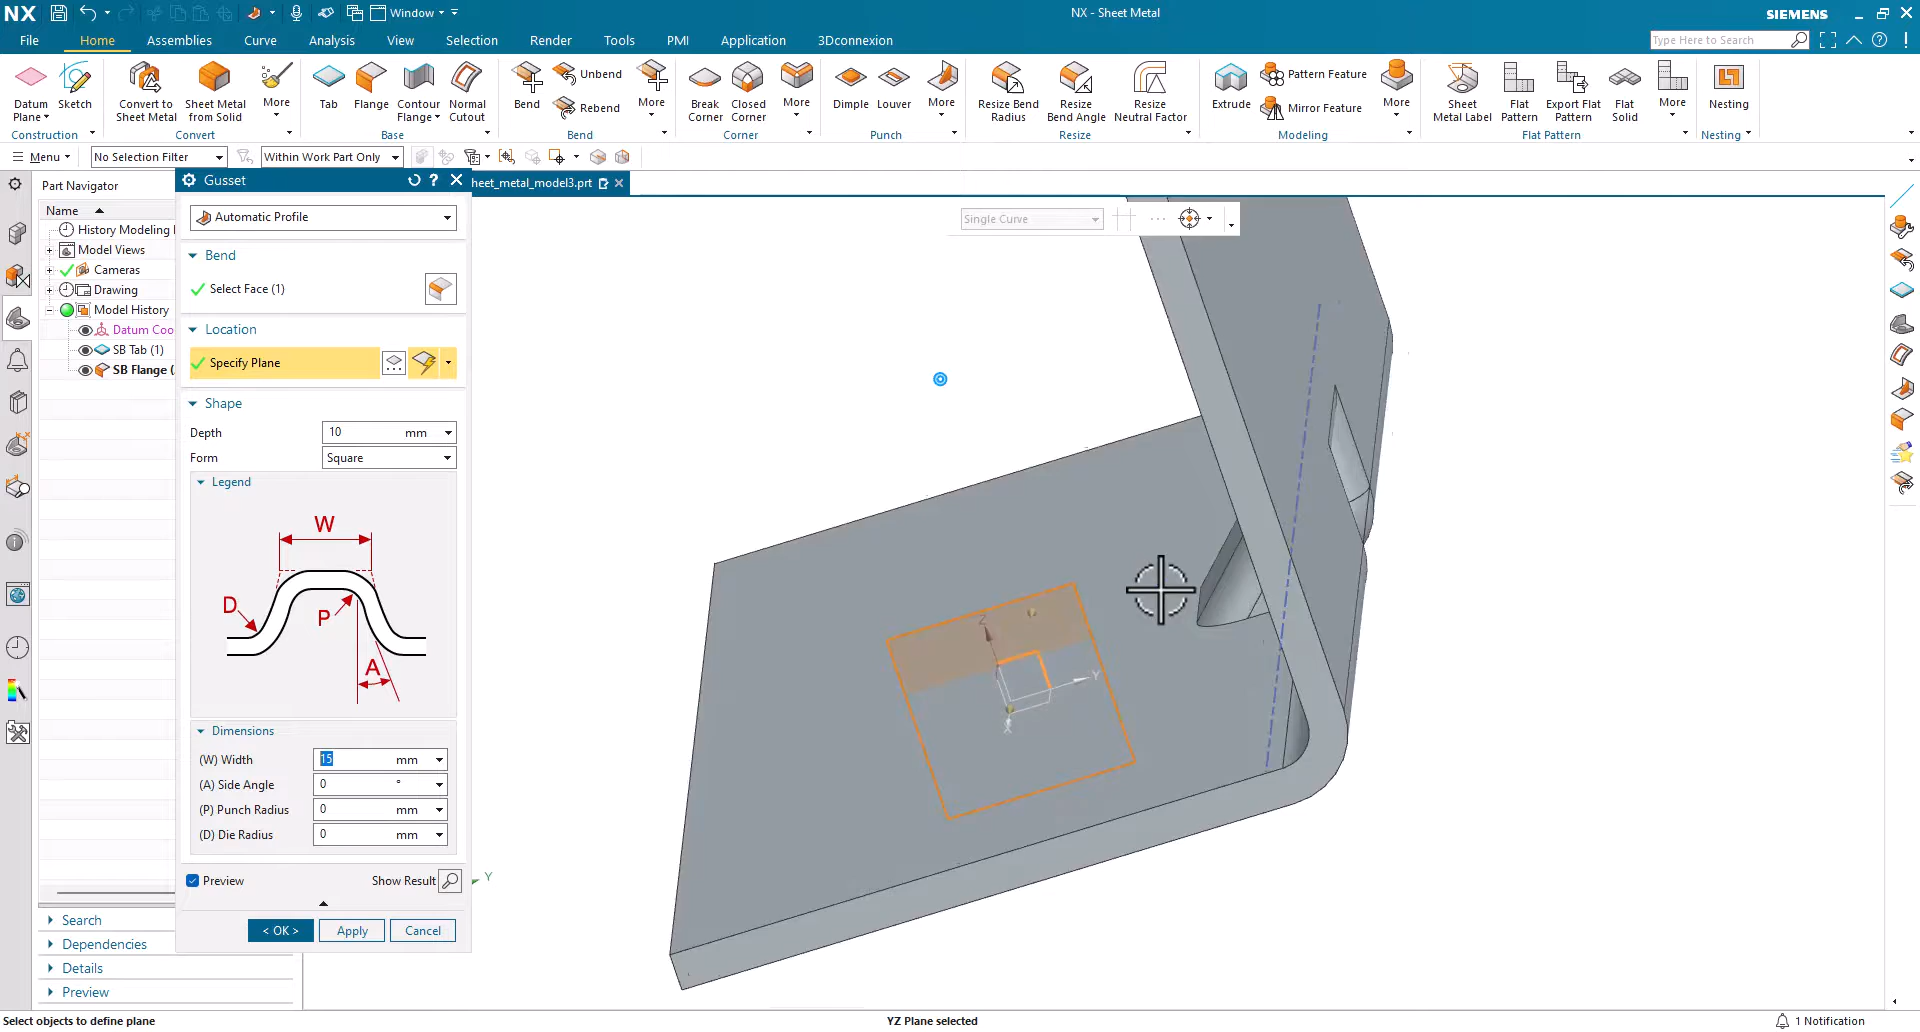 NX
Window
NX - Sheet Metal
SIEMENS
File
Home
Assemblies
Curve
Analysis
View
Selection
Render
Tools
PMI
Application
3Dconnexion
Type Here to Search
Datum Plane
Sketch
Convert to Sheet Metal
Sheet Metal from Solid
More
Tab
Flange
Contour Flange
Normal Cutout
Bend
Unbend
Rebend
More
Break Corner
Closed Corner
More
Dimple
Louver
More
Resize Bend Radius
Resize Bend Angle
Resize Neutral Factor
Extrude
Pattern Feature
Mirror Feature
More
Sheet Metal Label
Flat Pattern
Export Flat Pattern
Flat Solid
More
Nesting
Construction
Convert
Base
Bend
Corner
Punch
Resize
Modeling
Flat Pattern
Nesting
Menu
No Selection Filter
Within Work Part Only
Part Navigator
Name
History Modeling
Model Views
Cameras
Drawing
Model History
Datum Coo
SB Tab (1)
SB Flange (
Search
Dependencies
Details
Preview
Gusset
heet_metal_model3.prt
Automatic Profile
Bend
Select Face (1)
Location
Specify Plane
Shape
Depth 10 mm
Form Square
Legend
W
D
P
A
Dimensions
(W) Width 15 mm
(A) Side Angle 0 °
(P) Punch Radius 0 mm
(D) Die Radius 0 mm
Preview
Show Result
< OK >
Apply
Cancel
Single Curve
Z
Y
X
Y
Select objects to define plane
YZ Plane selected
1 Notification